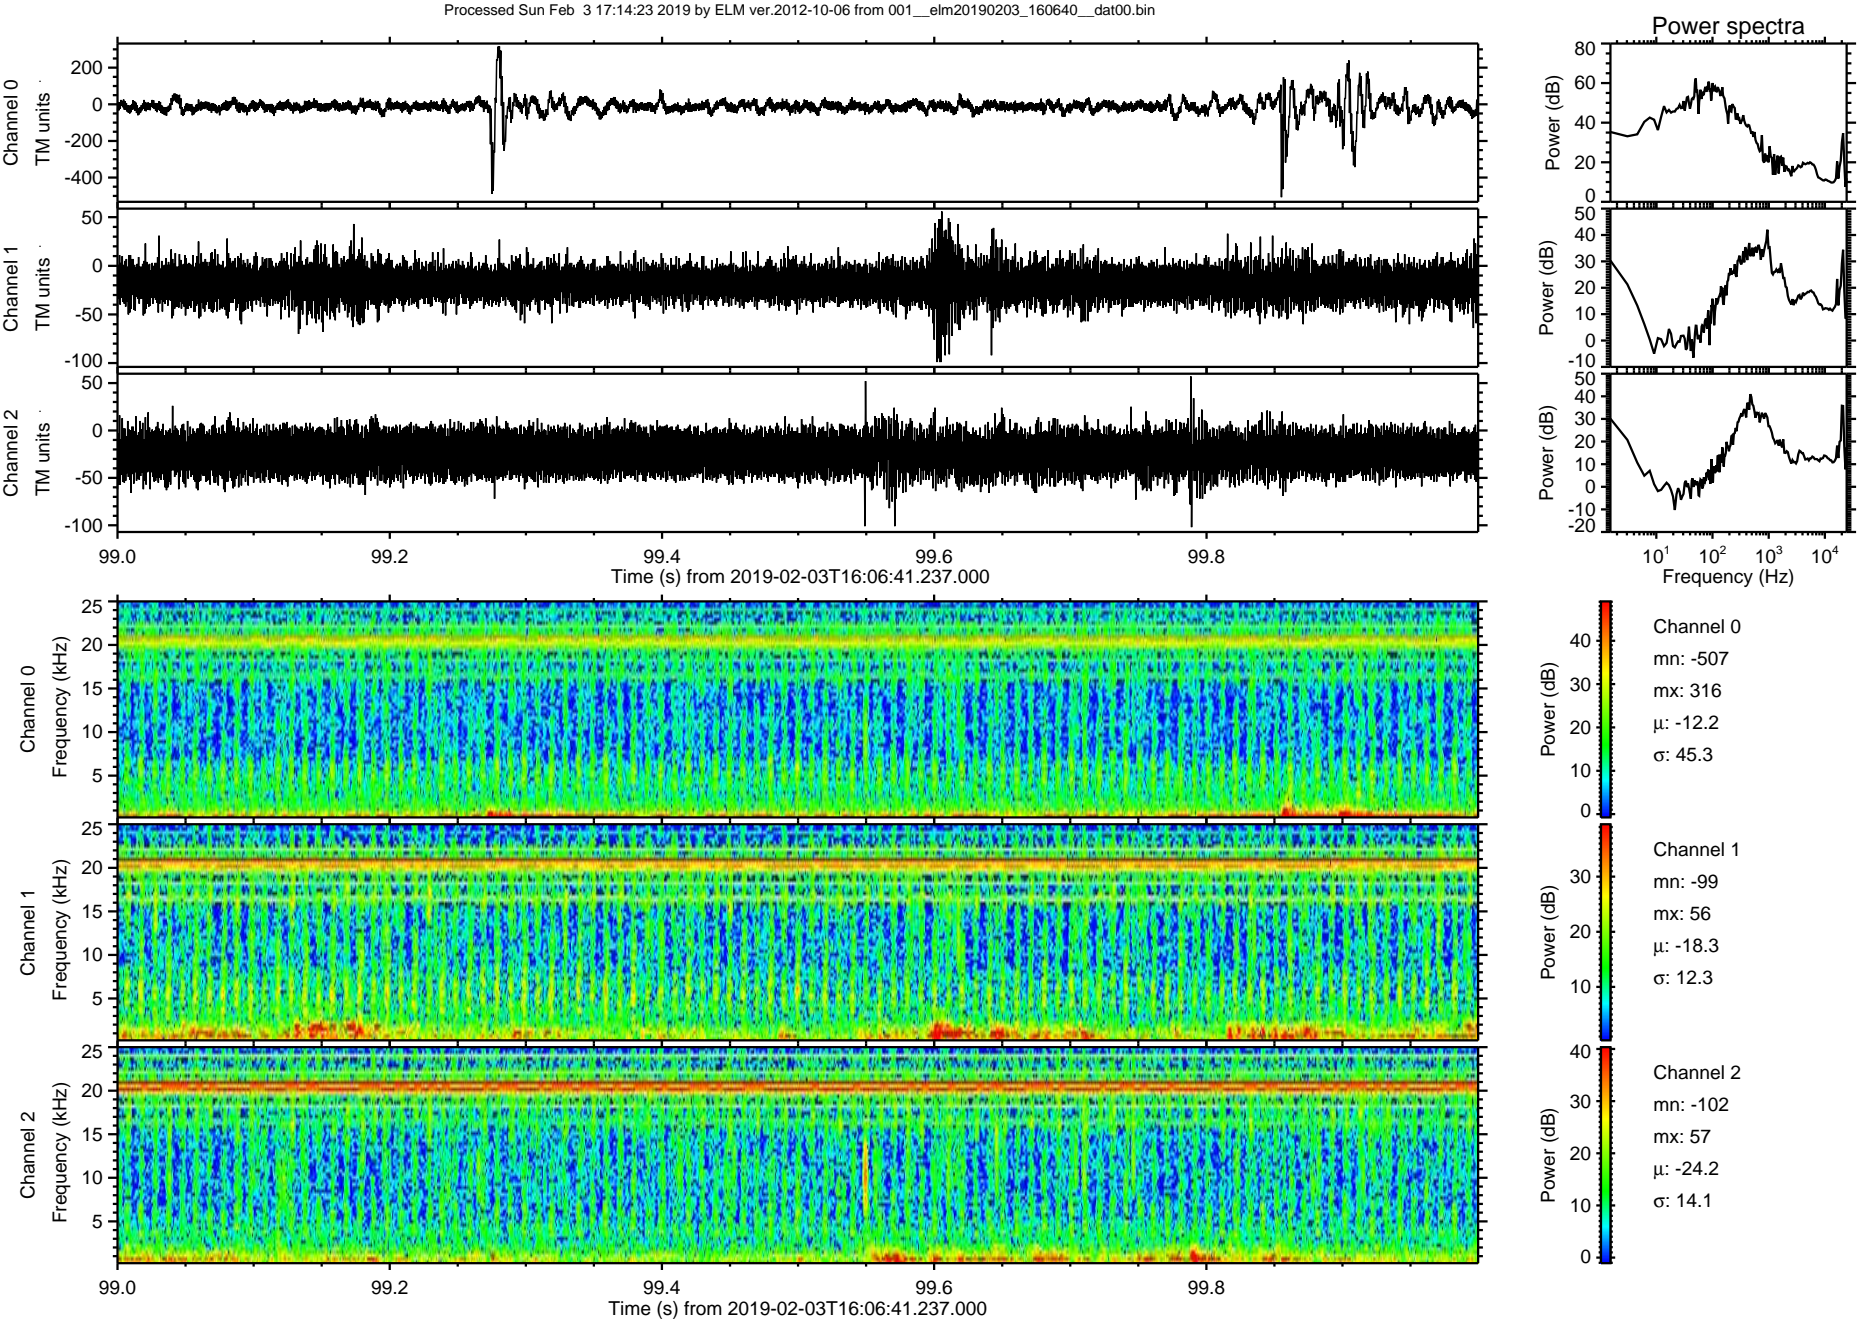 Processed Sun Feb  3 17:14:23 2019 by ELM ver.2012-10-06 from 001__elm20190203_160640__dat00.bin
Power spectra
Channel 0
TM units
200
0
-200
-400
Power (dB)
80
60
40
20
0
Channel 1
TM units
50
0
-50
-100
Power (dB)
50
40
30
20
10
0
-10
Channel 2
TM units
50
0
-50
-100
Power (dB)
50
40
30
20
10
0
-10
-20
99.0 99.2 99.4 99.6 99.8
Time (s) from 2019-02-03T16:06:41.237.000
10¹ 10² 10³ 10⁴
Frequency (Hz)
Channel 0
Frequency (kHz)
25
20
15
10
5
Power (dB)
40
30
20
10
0
Channel 0
mn: -507
mx: 316
μ: -12.2
σ: 45.3
Channel 1
Frequency (kHz)
25
20
15
10
5
Power (dB)
30
20
10
Channel 1
mn: -99
mx: 56
μ: -18.3
σ: 12.3
Channel 2
Frequency (kHz)
25
20
15
10
5
Power (dB)
40
30
20
10
0
Channel 2
mn: -102
mx: 57
μ: -24.2
σ: 14.1
99.0 99.2 99.4 99.6 99.8
Time (s) from 2019-02-03T16:06:41.237.000